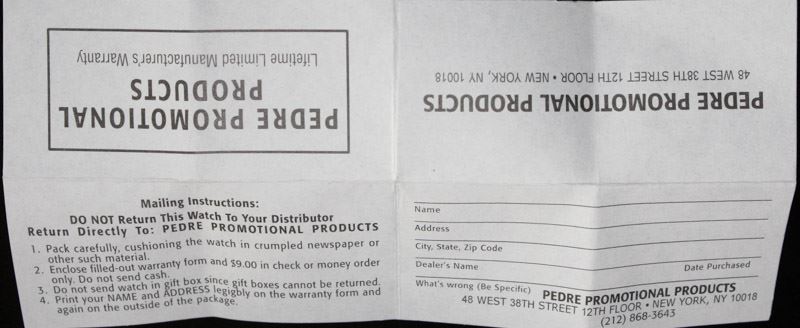 PEDRE PROMOTIONAL
PRODUCTS
Lifetime Limited Manufacturer's Warranty
PEDRE PROMOTIONAL PRODUCTS
48 WEST 38TH STREET 12TH FLOOR • NEW YORK, NY 10018
Mailing Instructions:
DO NOT Return This Watch To Your Distributor
Return Directly To: PEDRE PROMOTIONAL PRODUCTS
1. Pack carefully, cushioning the watch in crumpled newspaper or
other such material.
2. Enclose filled-out warranty form and $9.00 in check or money order
only. Do not send cash.
3. Do not send watch in gift box since gift boxes cannot be returned.
4. Print your NAME and ADDRESS legigbly on the warranty form and
again on the outside of the package.
Name
Address
City, State, Zip Code
Dealer's Name Date Purchased
What's wrong (Be Specific)
PEDRE PROMOTIONAL PRODUCTS
48 WEST 38TH STREET 12TH FLOOR • NEW YORK, NY 10018
(212) 868-3643